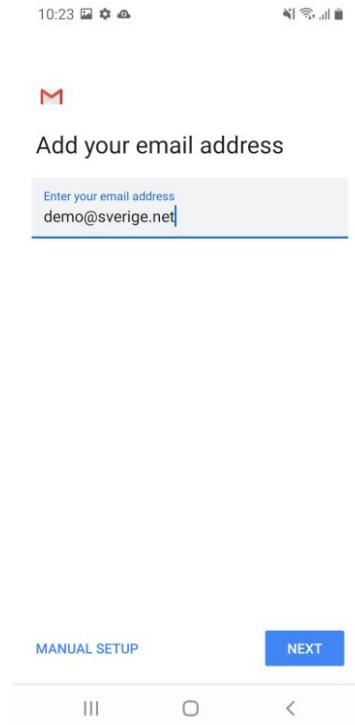 10:23
Add your email address
Enter your email address
demo@sverige.net
MANUAL SETUP
NEXT